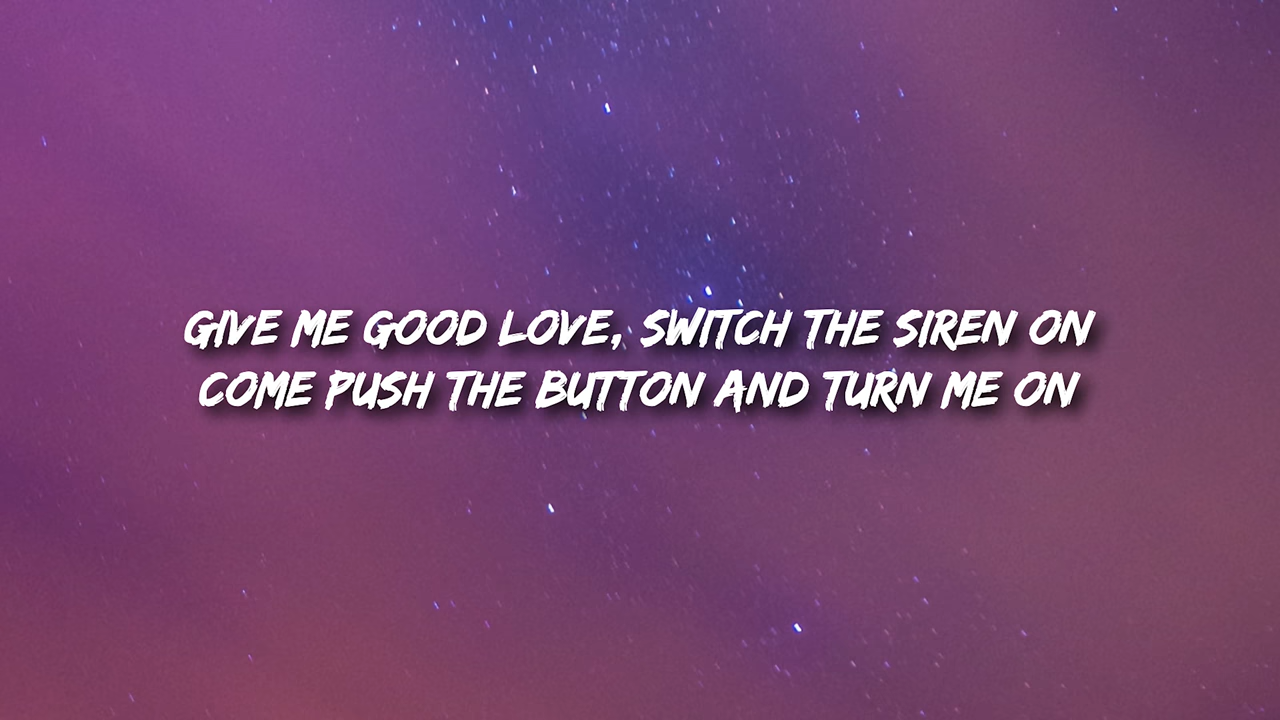 GIVE ME GOOD LOVE, SWITCH THE SIREN ON
COME PUSH THE BUTTON AND TURN ME ON